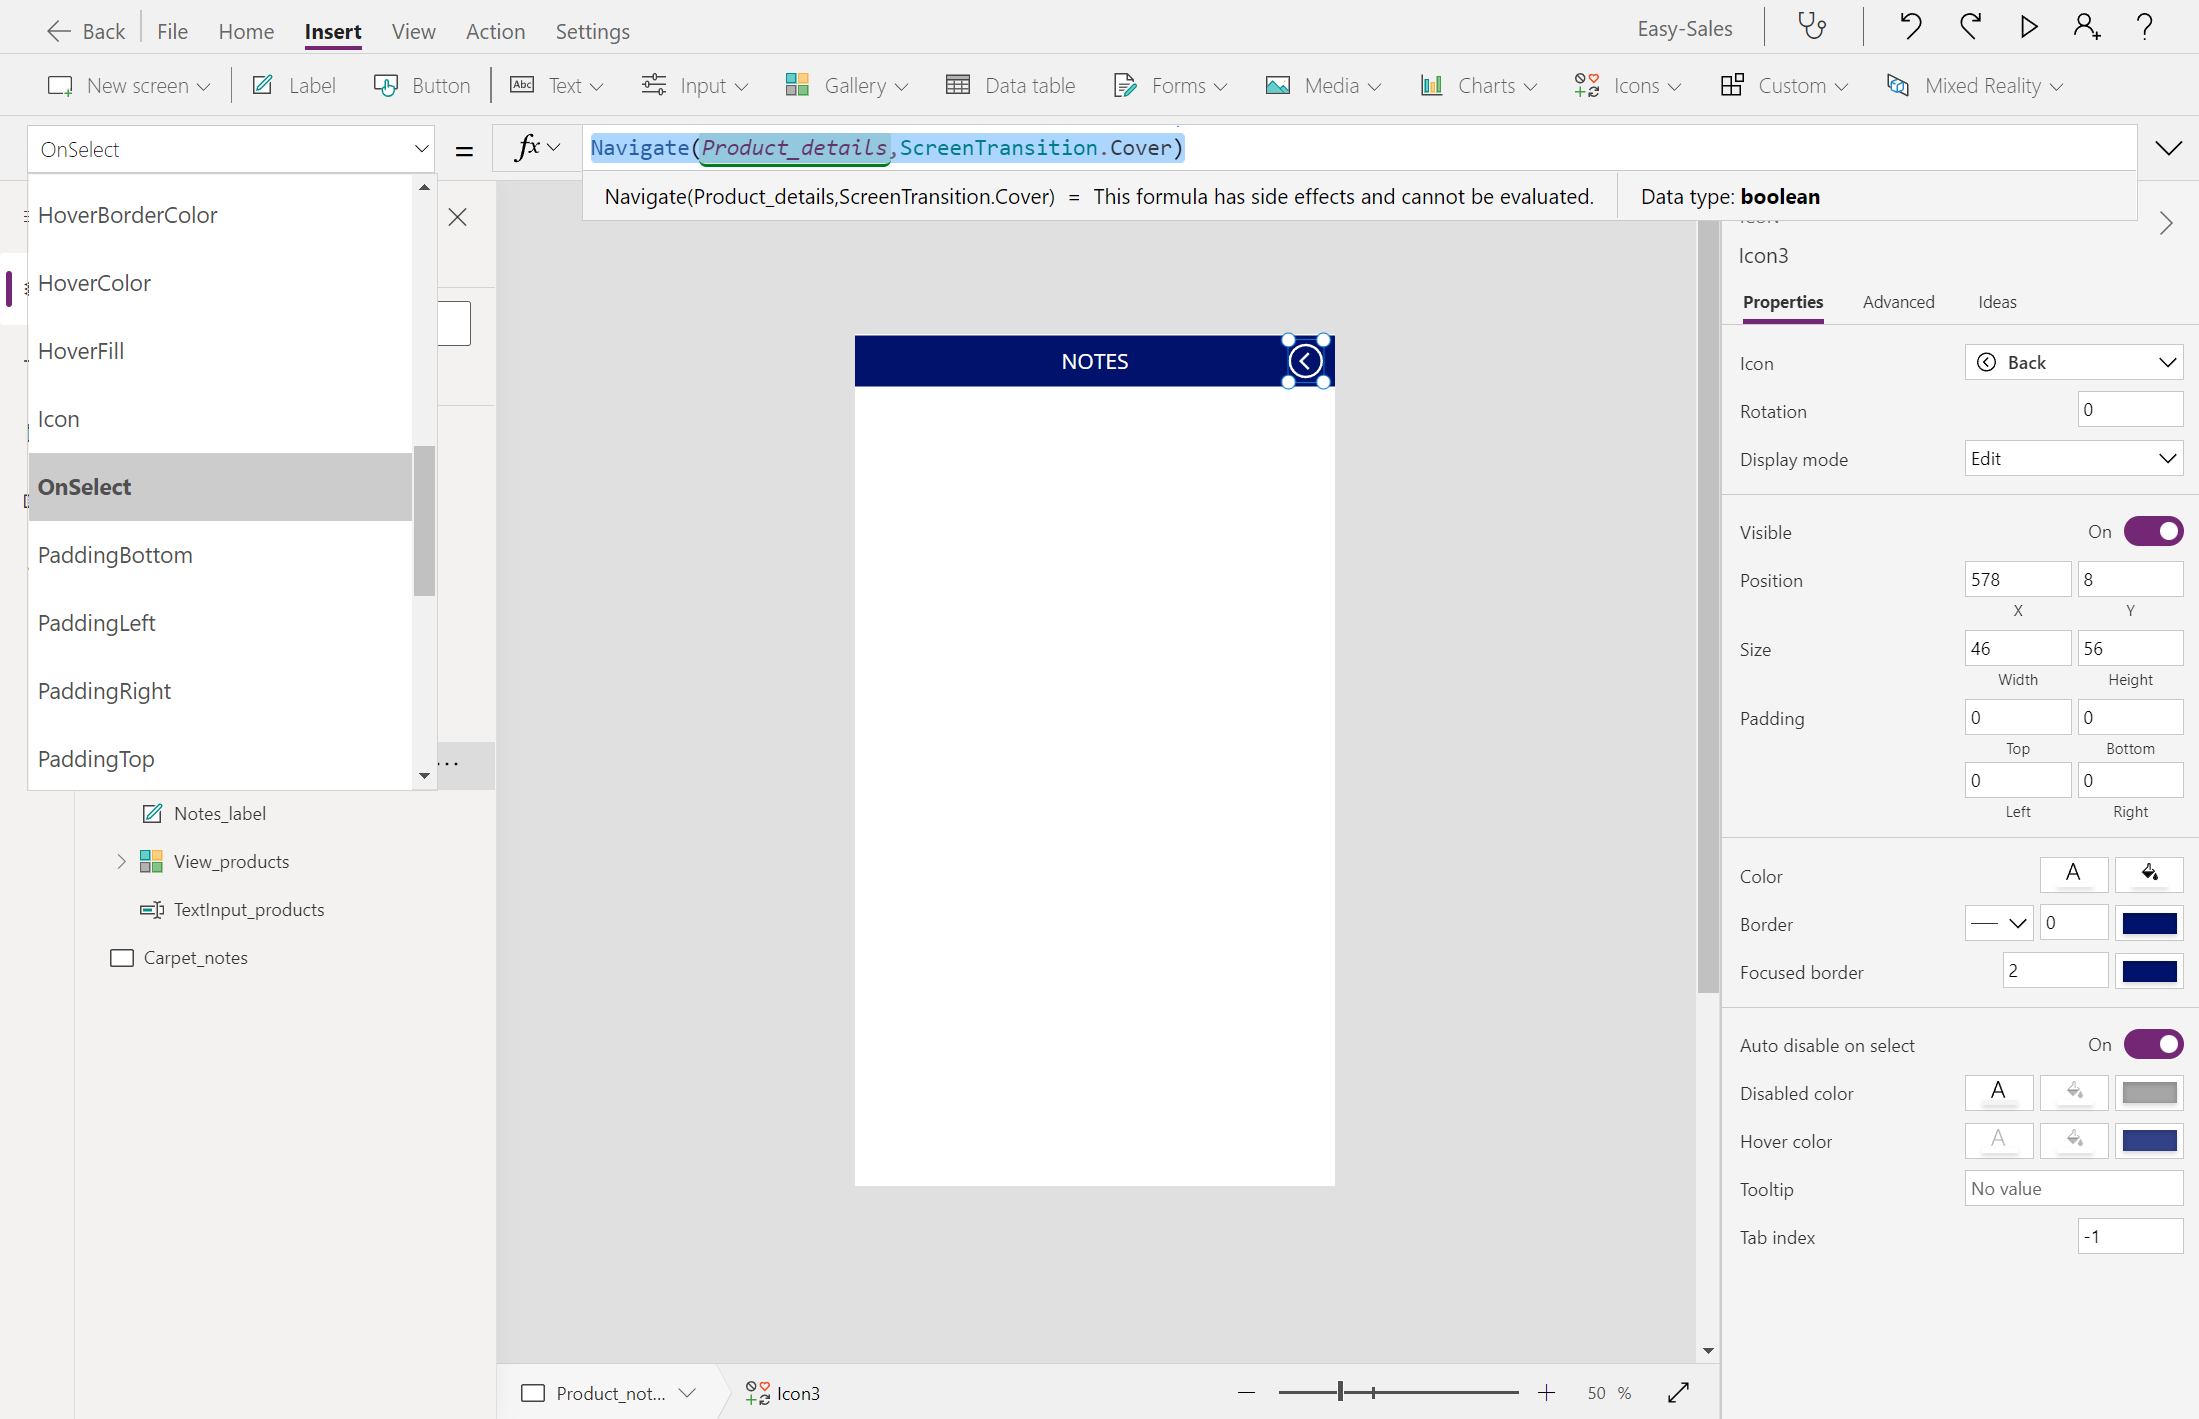 Back File Home Insert View Action Settings Easy-Sales
New screen Label Button Abc Text Input Gallery Data table Forms Media Charts Icons Custom Mixed Reality
OnSelect = fx Navigate(Product_details,ScreenTransition.Cover)
Navigate(Product_details,ScreenTransition.Cover) = This formula has side effects and cannot be evaluated. Data type: boolean
HoverBorderColor
HoverColor
HoverFill
Icon
OnSelect
PaddingBottom
PaddingLeft
PaddingRight
PaddingTop
Notes_label
View_products
TextInput_products
Carpet_notes
NOTES
Icon3
Properties Advanced Ideas
Icon Back
Rotation 0
Display mode Edit
Visible On
Position 578 8
X Y
Size 46 56
Width Height
Padding 0 0
Top Bottom
0 0
Left Right
Color A
Border 0
Focused border 2
Auto disable on select On
Disabled color A
Hover color A
Tooltip No value
Tab index -1
Product_not... Icon3 50 %